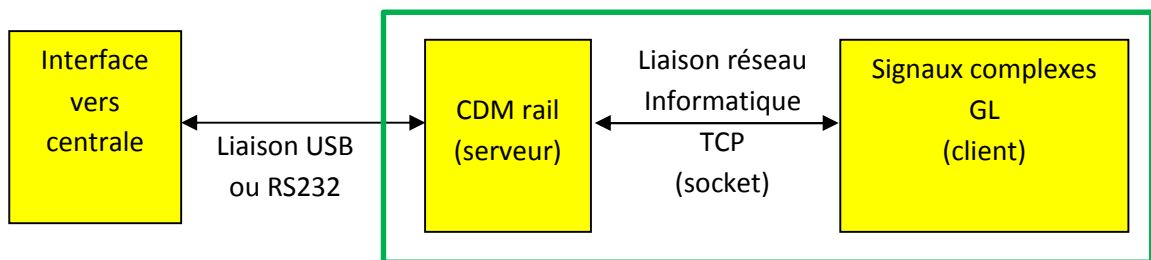 Interface
vers
centrale
Liaison USB
ou RS232
CDM rail
(serveur)
Liaison réseau
Informatique
TCP
(socket)
Signaux complexes
GL
(client)